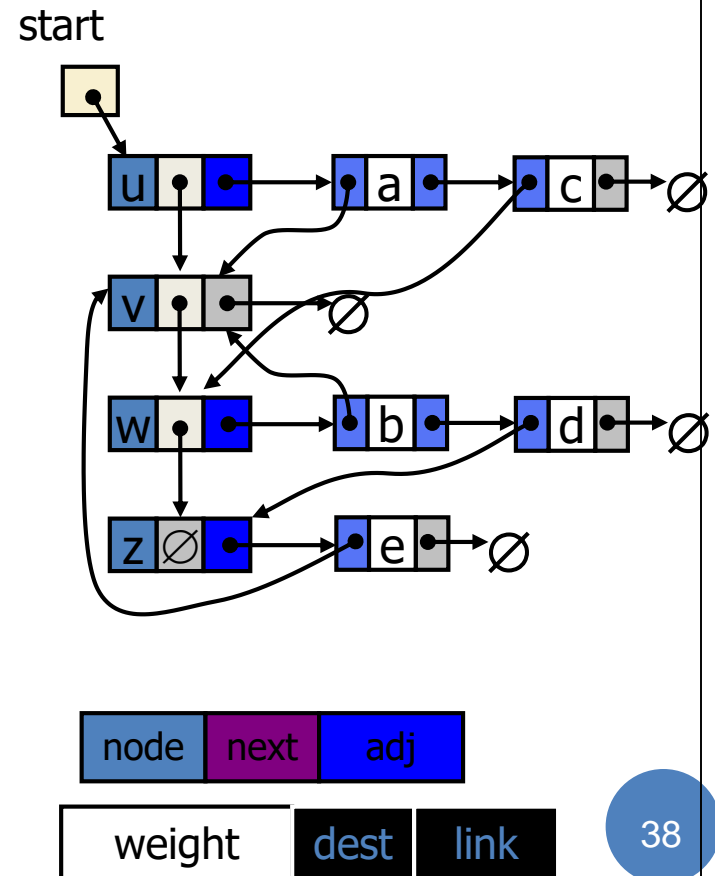 start
u a c ∅
v ∅
w b d ∅
z ∅ e ∅
node next adj
weight dest link
38